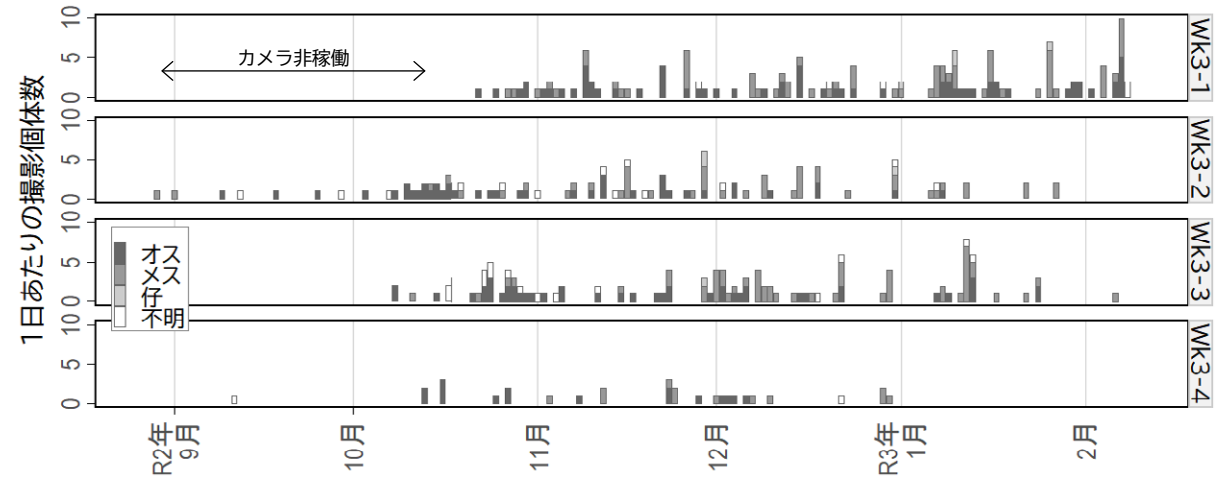 1日あたりの撮影個体数
10
5
0
カメラ非稼働
Wk3-1
10
5
0
Wk3-2
10
5
0
オス
メス
仔
不明
Wk3-3
10
5
0
Wk3-4
R2年
9月
10月
11月
12月
R3年
1月
2月